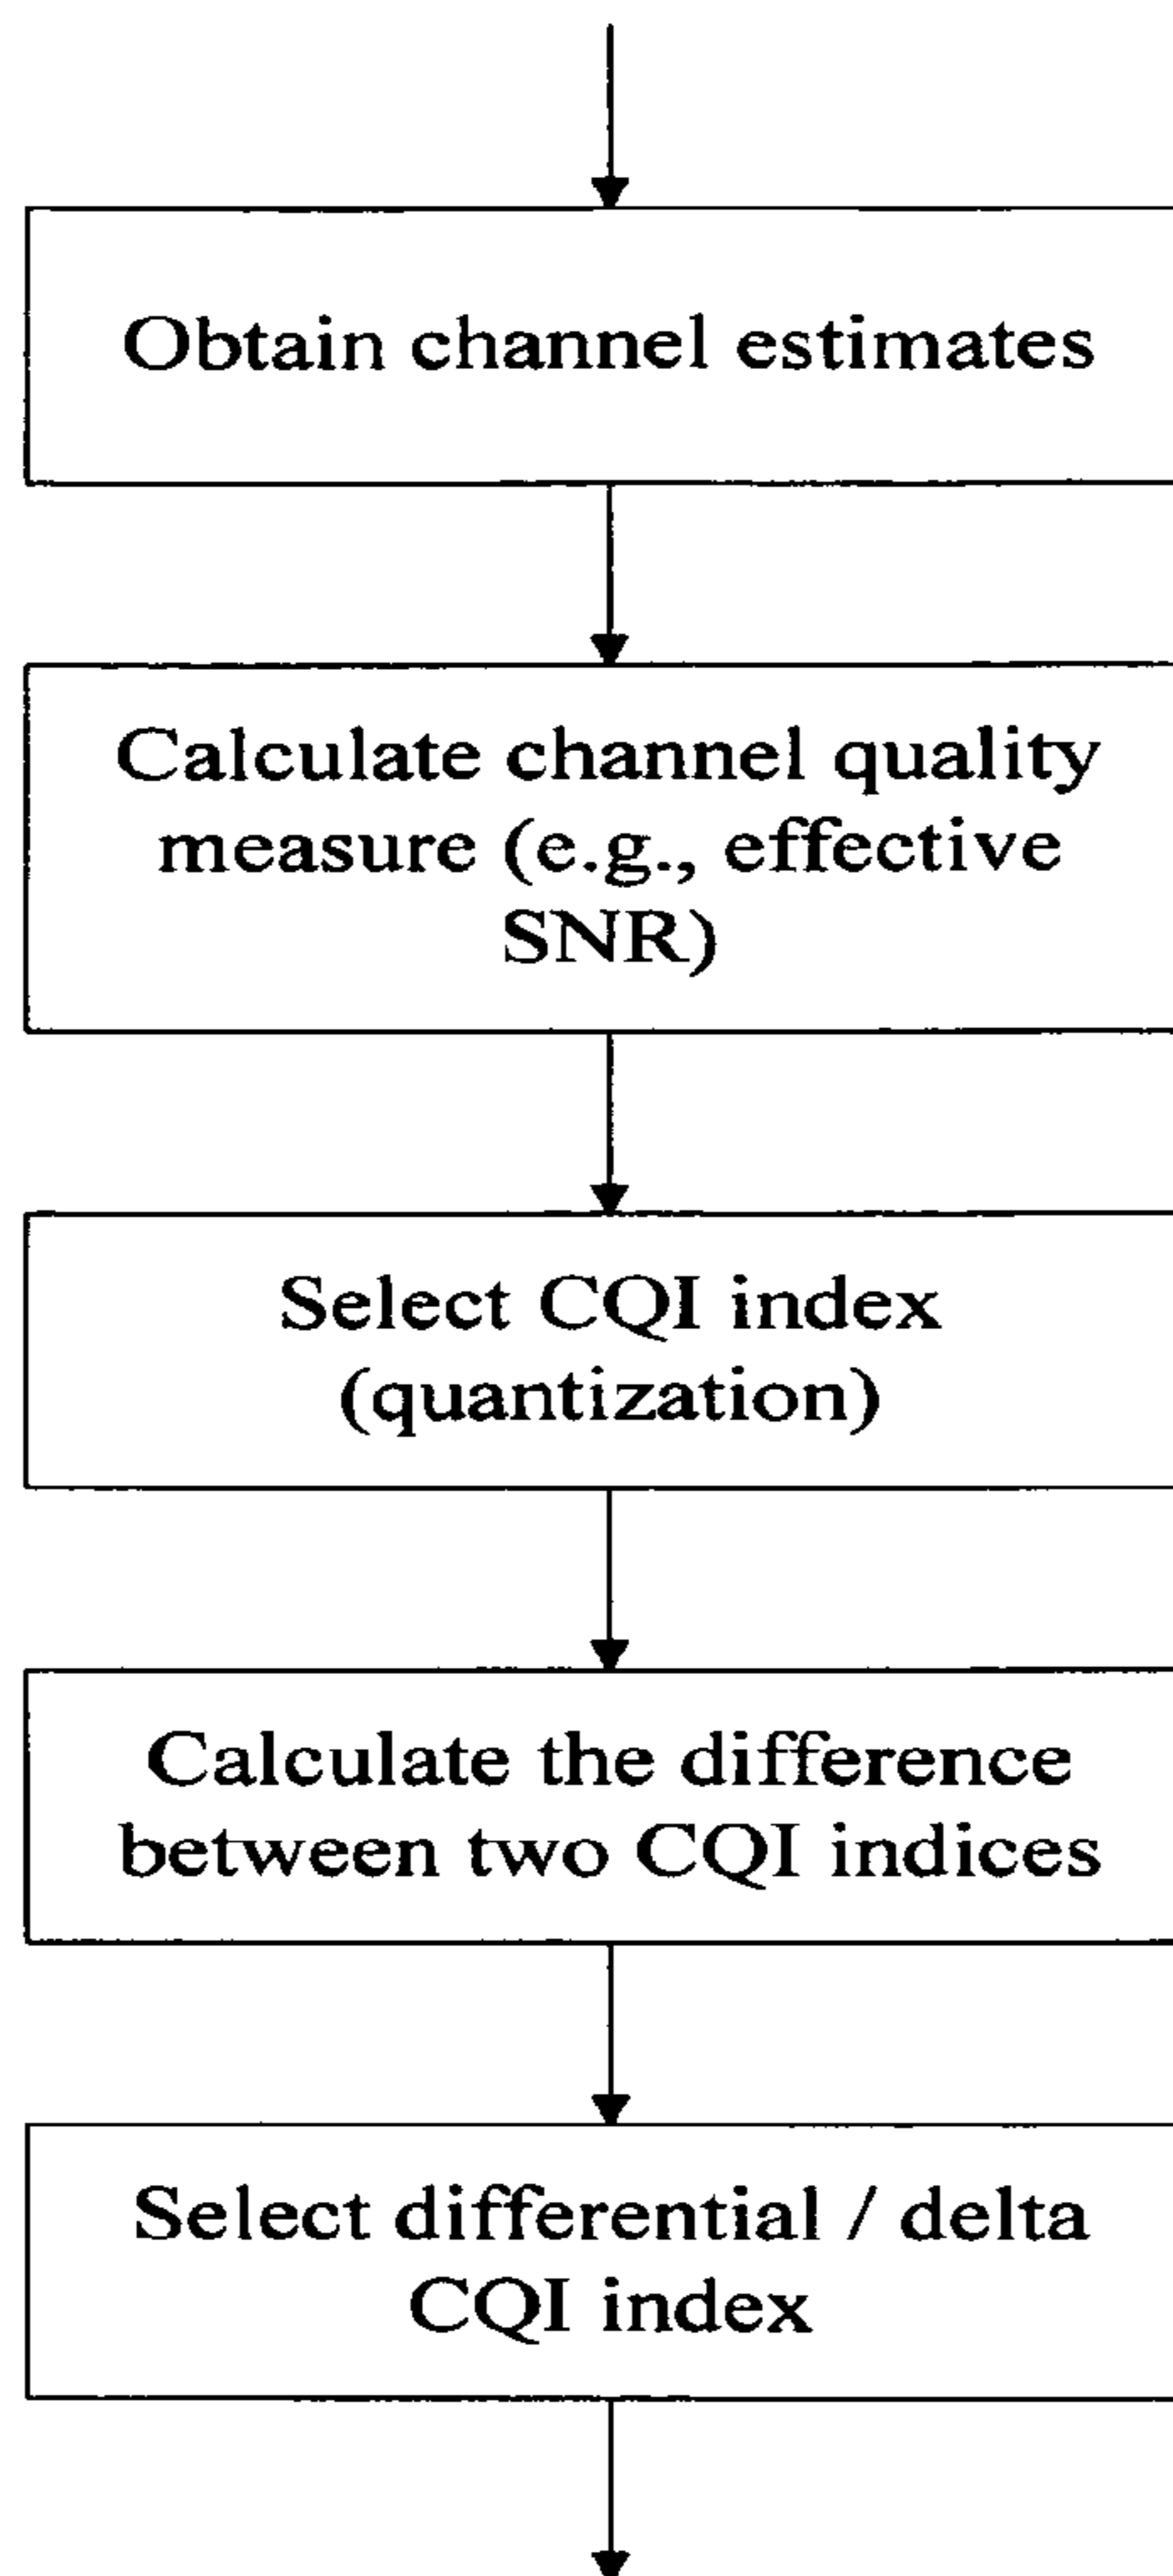 Obtain channel estimates
Calculate channel quality
measure (e.g., effective
SNR)
Select CQI index
(quantization)
Calculate the difference
between two CQI indices
Select differential / delta
CQI index